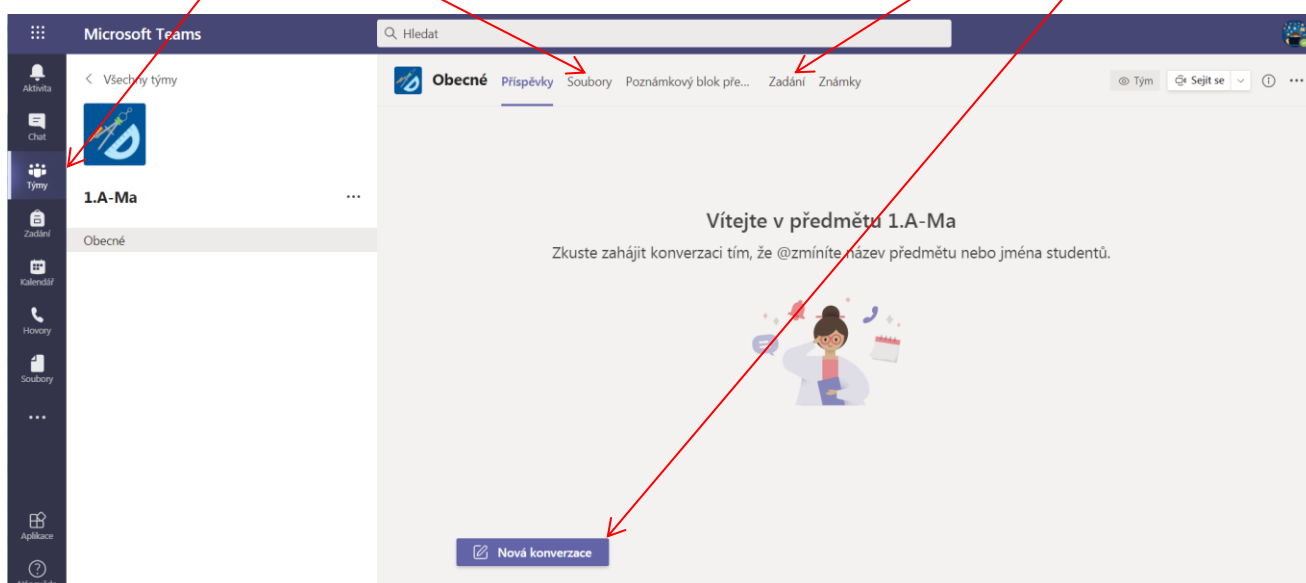 Microsoft Teams
Hledat
Aktivita
Chat
Týmy
Zadání
Kalendář
Hovory
Soubory
Aplikace
Všechny týmy
1.A-Ma
Obecné
Obecné Příspěvky Soubory Poznámkový blok pře... Zadání Známky
Tým
Sejít se
Vítejte v předmětu 1.A-Ma
Zkuste zahájit konverzaci tím, že @zmíníte název předmětu nebo jména studentů.
Nová konverzace